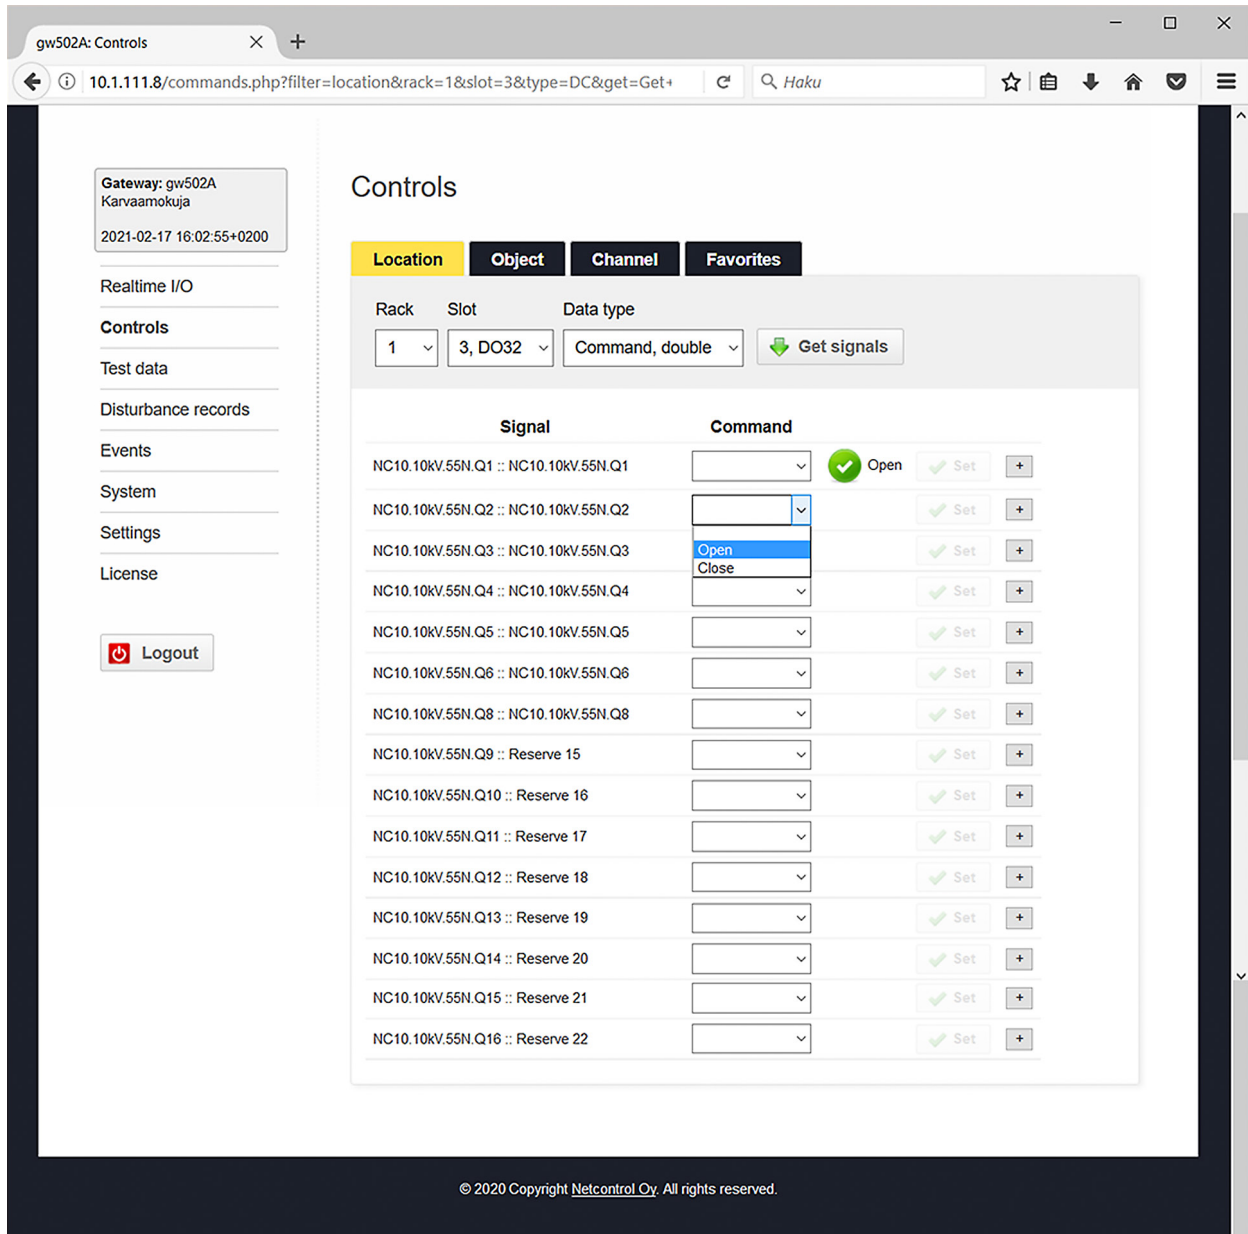 gw502A: Controls
10.1.111.8/commands.php?filter=location&rack=1&slot=3&type=DC&get=Get+
Haku
Gateway: gw502A
Karvaamokuja
2021-02-17 16:02:55+0200
Realtime I/O
Controls
Test data
Disturbance records
Events
System
Settings
License
Logout
Controls
Location Object Channel Favorites
Rack Slot Data type
1 3, DO32 Command, double Get signals
Signal Command
NC10.10kV.55N.Q1 :: NC10.10kV.55N.Q1 Open Set +
NC10.10kV.55N.Q2 :: NC10.10kV.55N.Q2 Set +
NC10.10kV.55N.Q3 :: NC10.10kV.55N.Q3 Open Set +
Close
NC10.10kV.55N.Q4 :: NC10.10kV.55N.Q4 Set +
NC10.10kV.55N.Q5 :: NC10.10kV.55N.Q5 Set +
NC10.10kV.55N.Q6 :: NC10.10kV.55N.Q6 Set +
NC10.10kV.55N.Q8 :: NC10.10kV.55N.Q8 Set +
NC10.10kV.55N.Q9 :: Reserve 15 Set +
NC10.10kV.55N.Q10 :: Reserve 16 Set +
NC10.10kV.55N.Q11 :: Reserve 17 Set +
NC10.10kV.55N.Q12 :: Reserve 18 Set +
NC10.10kV.55N.Q13 :: Reserve 19 Set +
NC10.10kV.55N.Q14 :: Reserve 20 Set +
NC10.10kV.55N.Q15 :: Reserve 21 Set +
NC10.10kV.55N.Q16 :: Reserve 22 Set +
© 2020 Copyright Netcontrol Oy. All rights reserved.